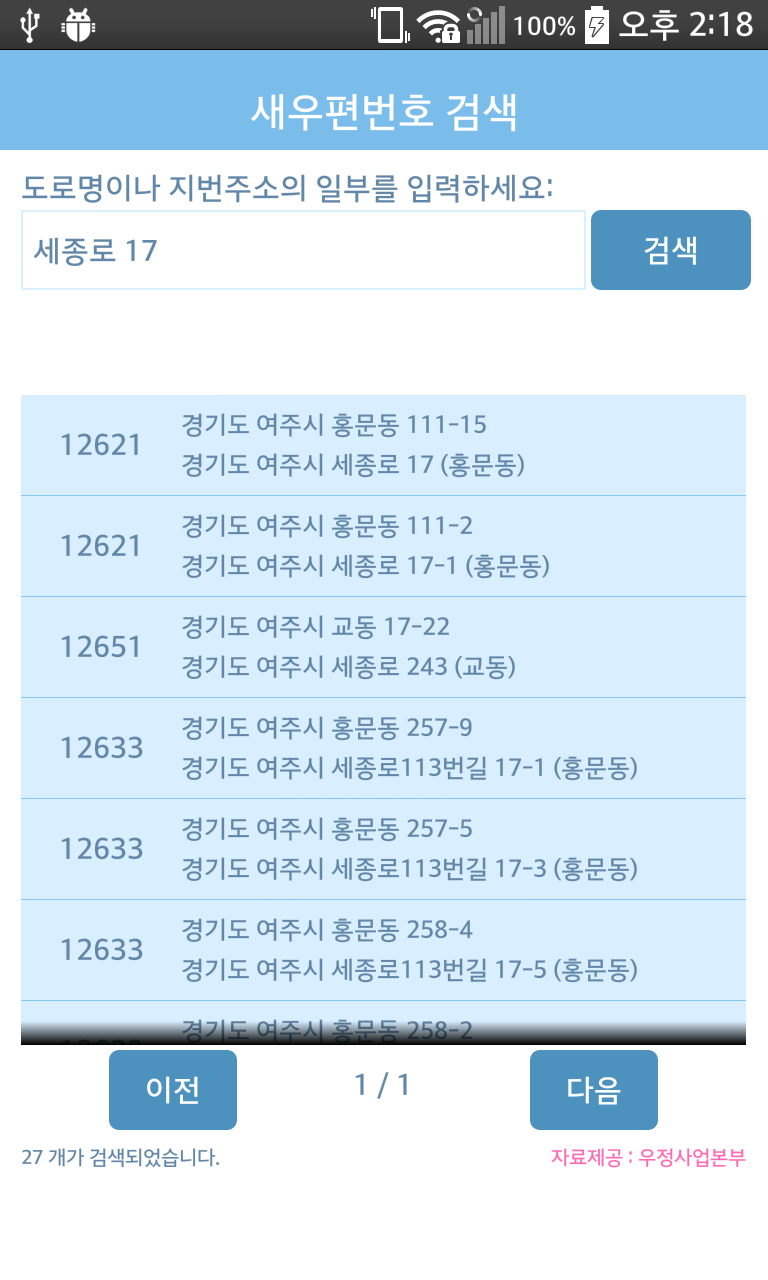 100% 오후 2:18
새우편번호 검색
도로명이나 지번주소의 일부를 입력하세요:
세종로 17 검색
경기도 여주시 홍문동 111-15
12621
경기도 여주시 세종로 17 (홍문동)
경기도 여주시 홍문동 111-2
12621
경기도 여주시 세종로 17-1 (홍문동)
경기도 여주시 교동 17-22
12651
경기도 여주시 세종로 243 (교동)
경기도 여주시 홍문동 257-9
12633
경기도 여주시 세종로113번길 17-1 (홍문동)
경기도 여주시 홍문동 257-5
12633
경기도 여주시 세종로113번길 17-3 (홍문동)
경기도 여주시 홍문동 258-4
12633
경기도 여주시 세종로113번길 17-5 (홍문동)
경기도 여주시 홍문동 258-2
이전 1 / 1 다음
27 개가 검색되었습니다. 자료제공 : 우정사업본부